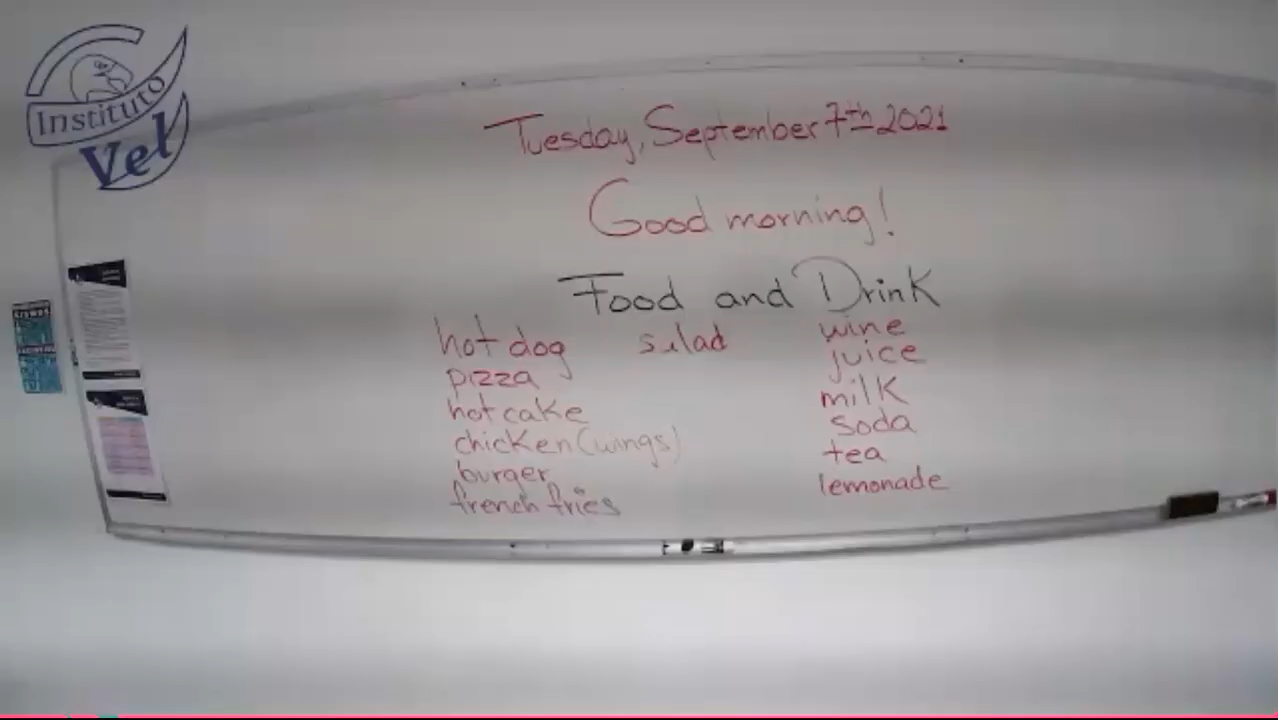 Instituto
Vel
Tuesday, September 7th 2021
Good morning!
Food and Drink
hot dog
pizza
hot cake
chicken (wings)
burger
french fries
salad
wine
juice
milk
soda
tea
lemonade